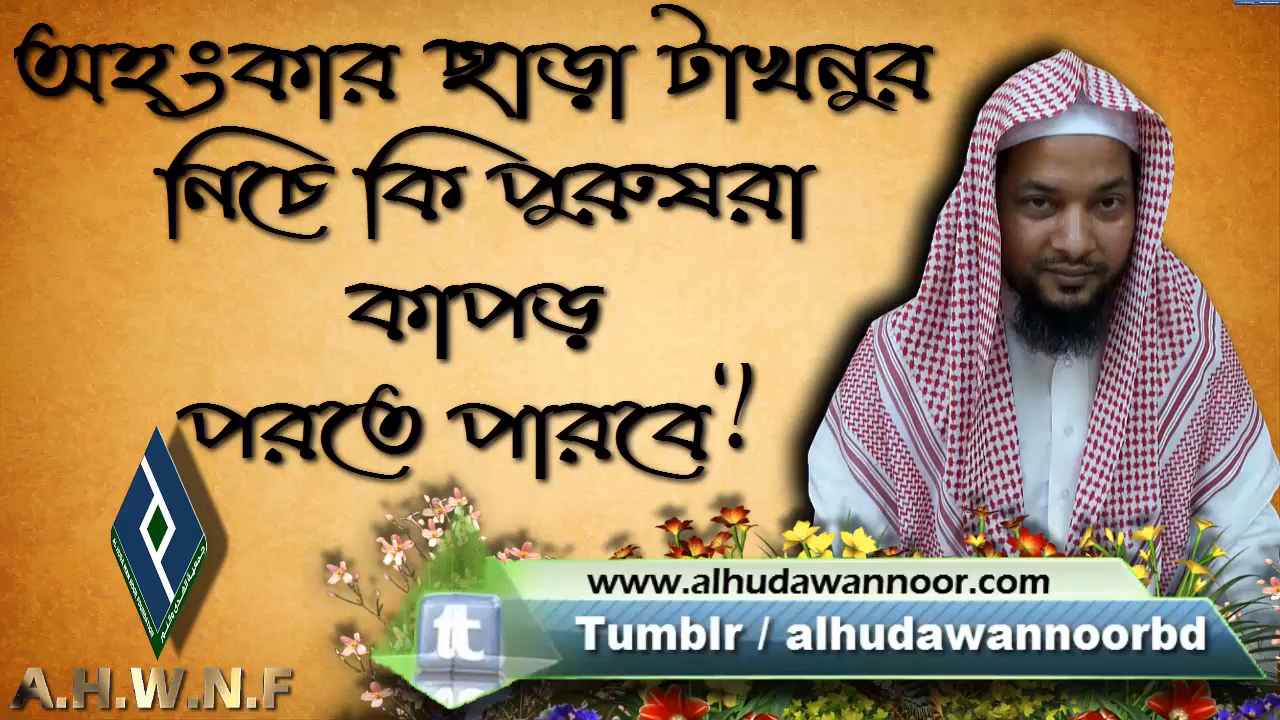 অহংকার ছাড়া টাখনুর
নিচে কি পুরুষরা
কাপড়
পরতে পারবে?
www.alhudawannoor.com
Tumblr / alhudawannoorbd
A.H.W.N.F